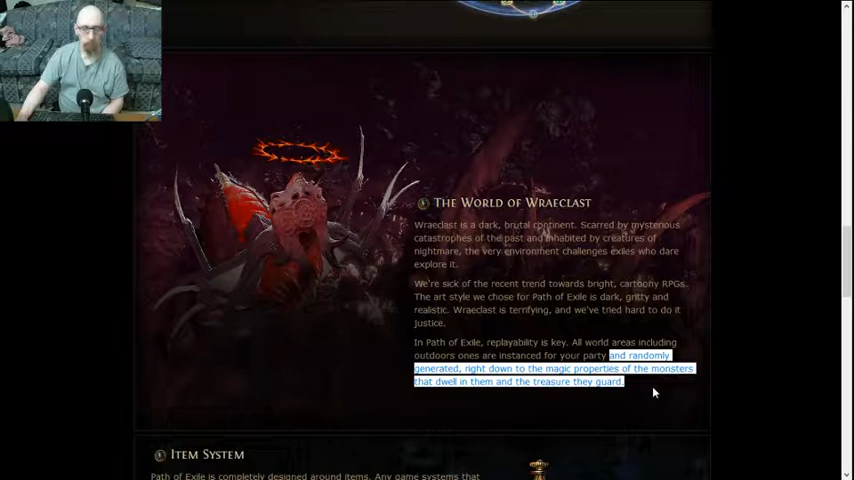 THE WORLD OF WRAECLAST
Wraeclast is a dark, brutal continent. Scarred by mysterious
catastrophes of the past and inhabited by creatures of
nightmare, the very environment challenges exiles who dare
explore it.
We're sick of the recent trend towards bright, cartoony RPGs.
The art style we chose for Path of Exile is dark, gritty and
realistic. Wraeclast is terrifying, and we've tried hard to do it
justice.
In Path of Exile, replayability is key. All world areas including
outdoors ones are instanced for your party and randomly
generated, right down to the magic properties of the monsters
that dwell in them and the treasure they guard.
ITEM SYSTEM
Path of Exile is completely designed around items. Any game systems that